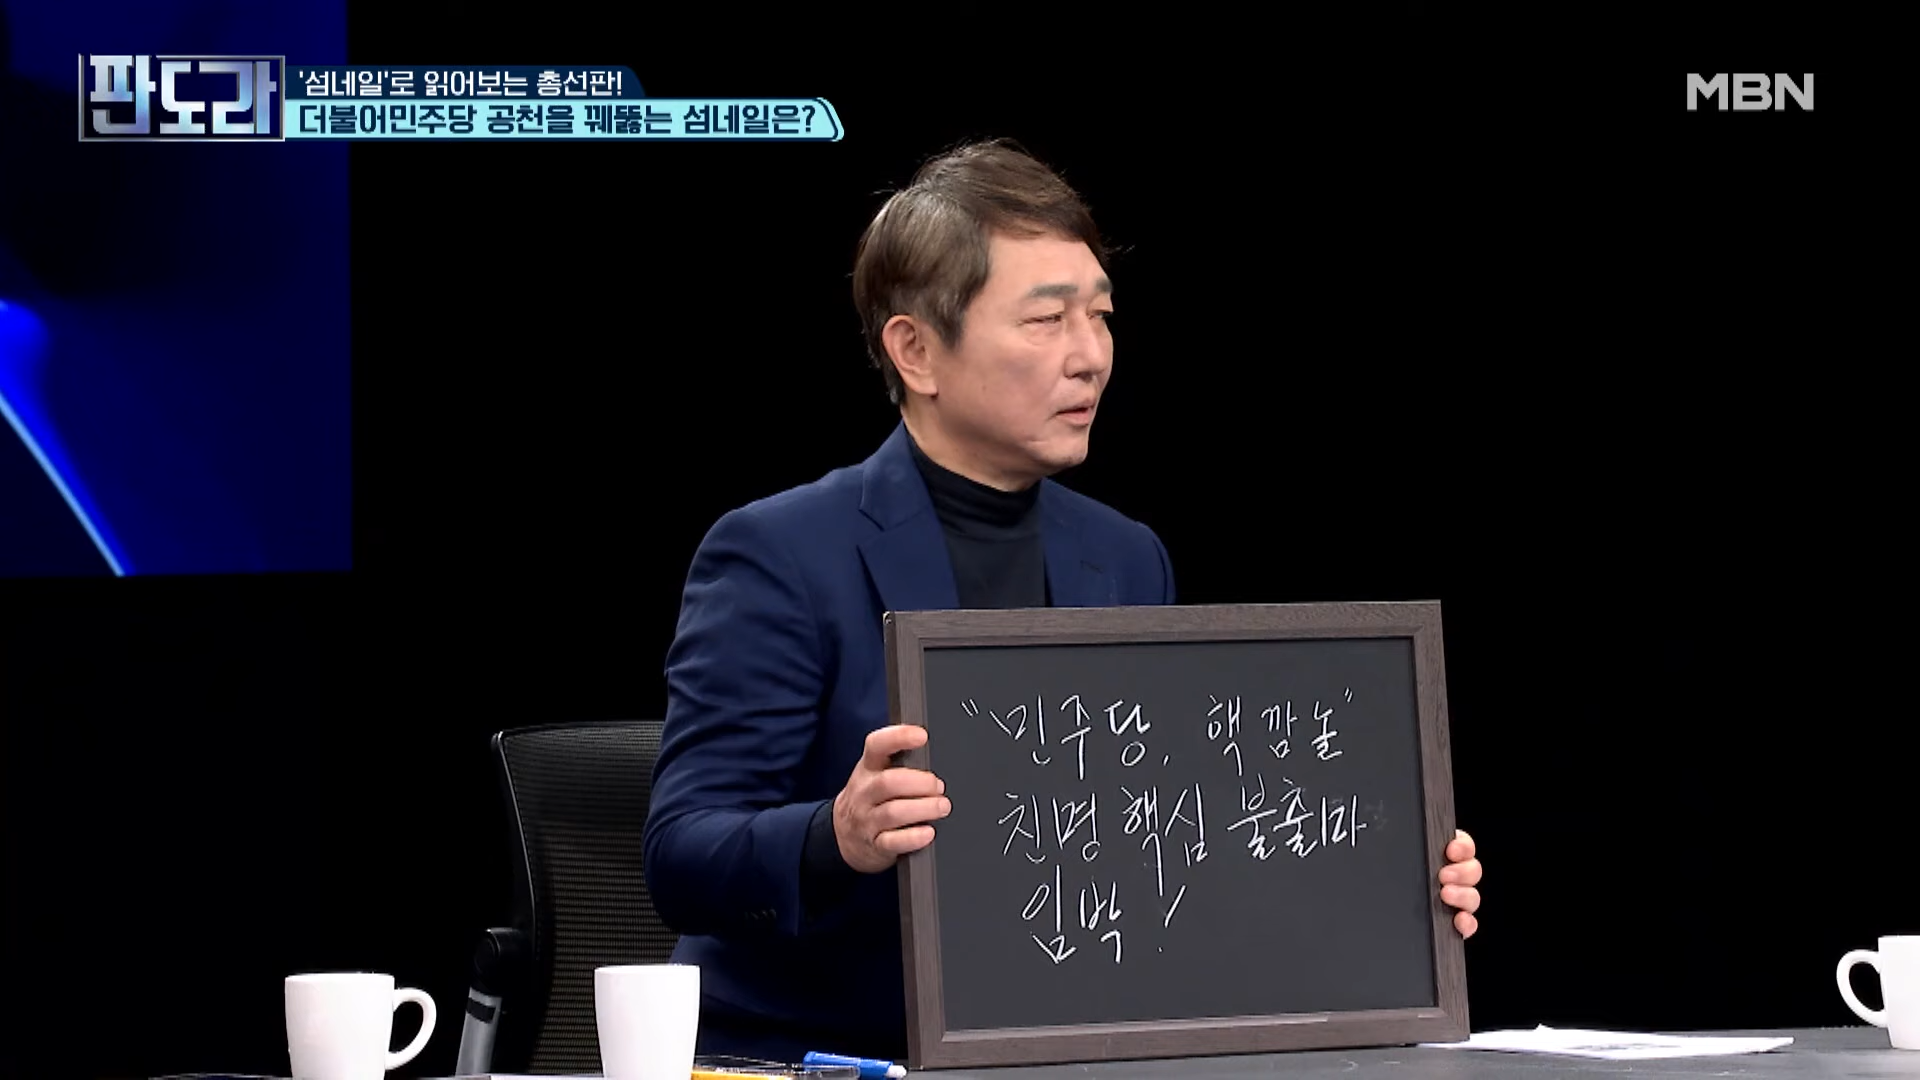 판도라
'섬네일'로 읽어보는 총선판!
더불어민주당 공천을 꿰뚫는 섬네일은?
MBN
"민주당, 핵깜놀"
친명 핵심 불출마
임박!